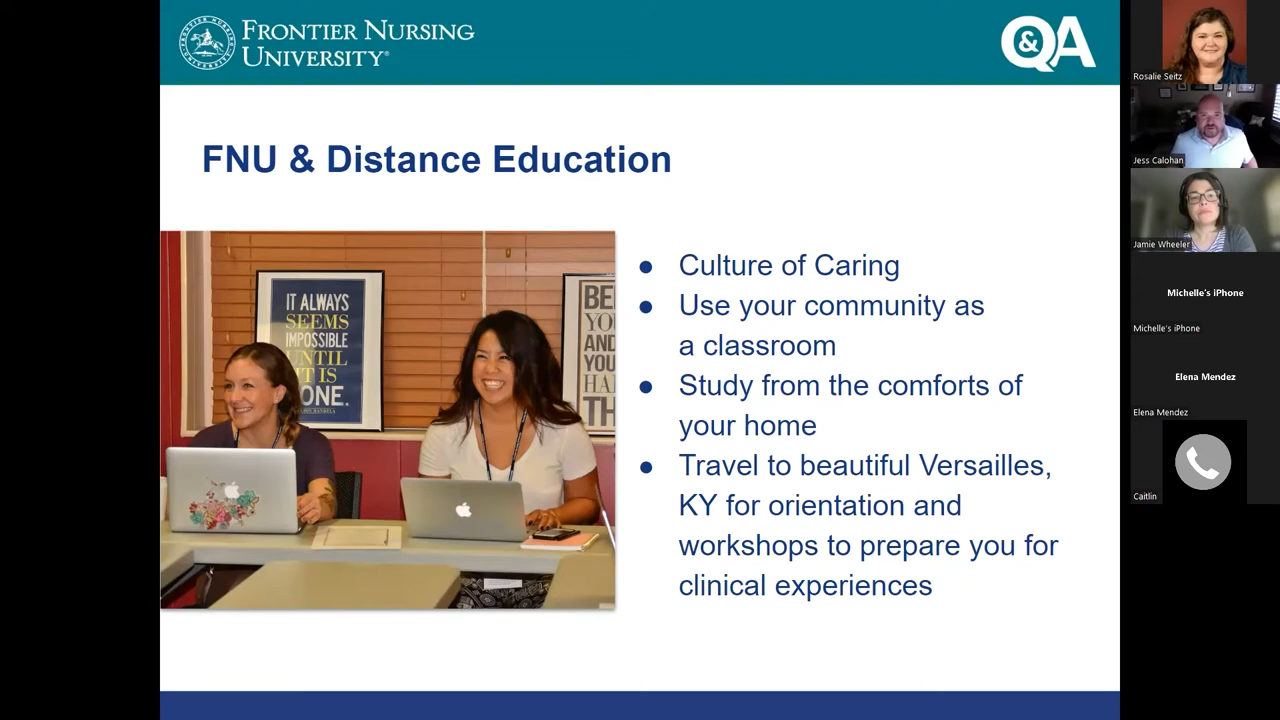 FRONTIER NURSING
UNIVERSITY®
Q&A
FNU & Distance Education
IT ALWAYS
SEEMS
IMPOSSIBLE
UNTIL
IT IS
DONE.
YOU
AND
YOU
● Culture of Caring
● Use your community as
a classroom
● Study from the comforts of
your home
● Travel to beautiful Versailles,
KY for orientation and
workshops to prepare you for
clinical experiences
Rosalie Seitz
Jess Calohan
Jamie Wheeler
Michelle's iPhone
Michelle's iPhone
Elena Mendez
Elena Mendez
Caitlin